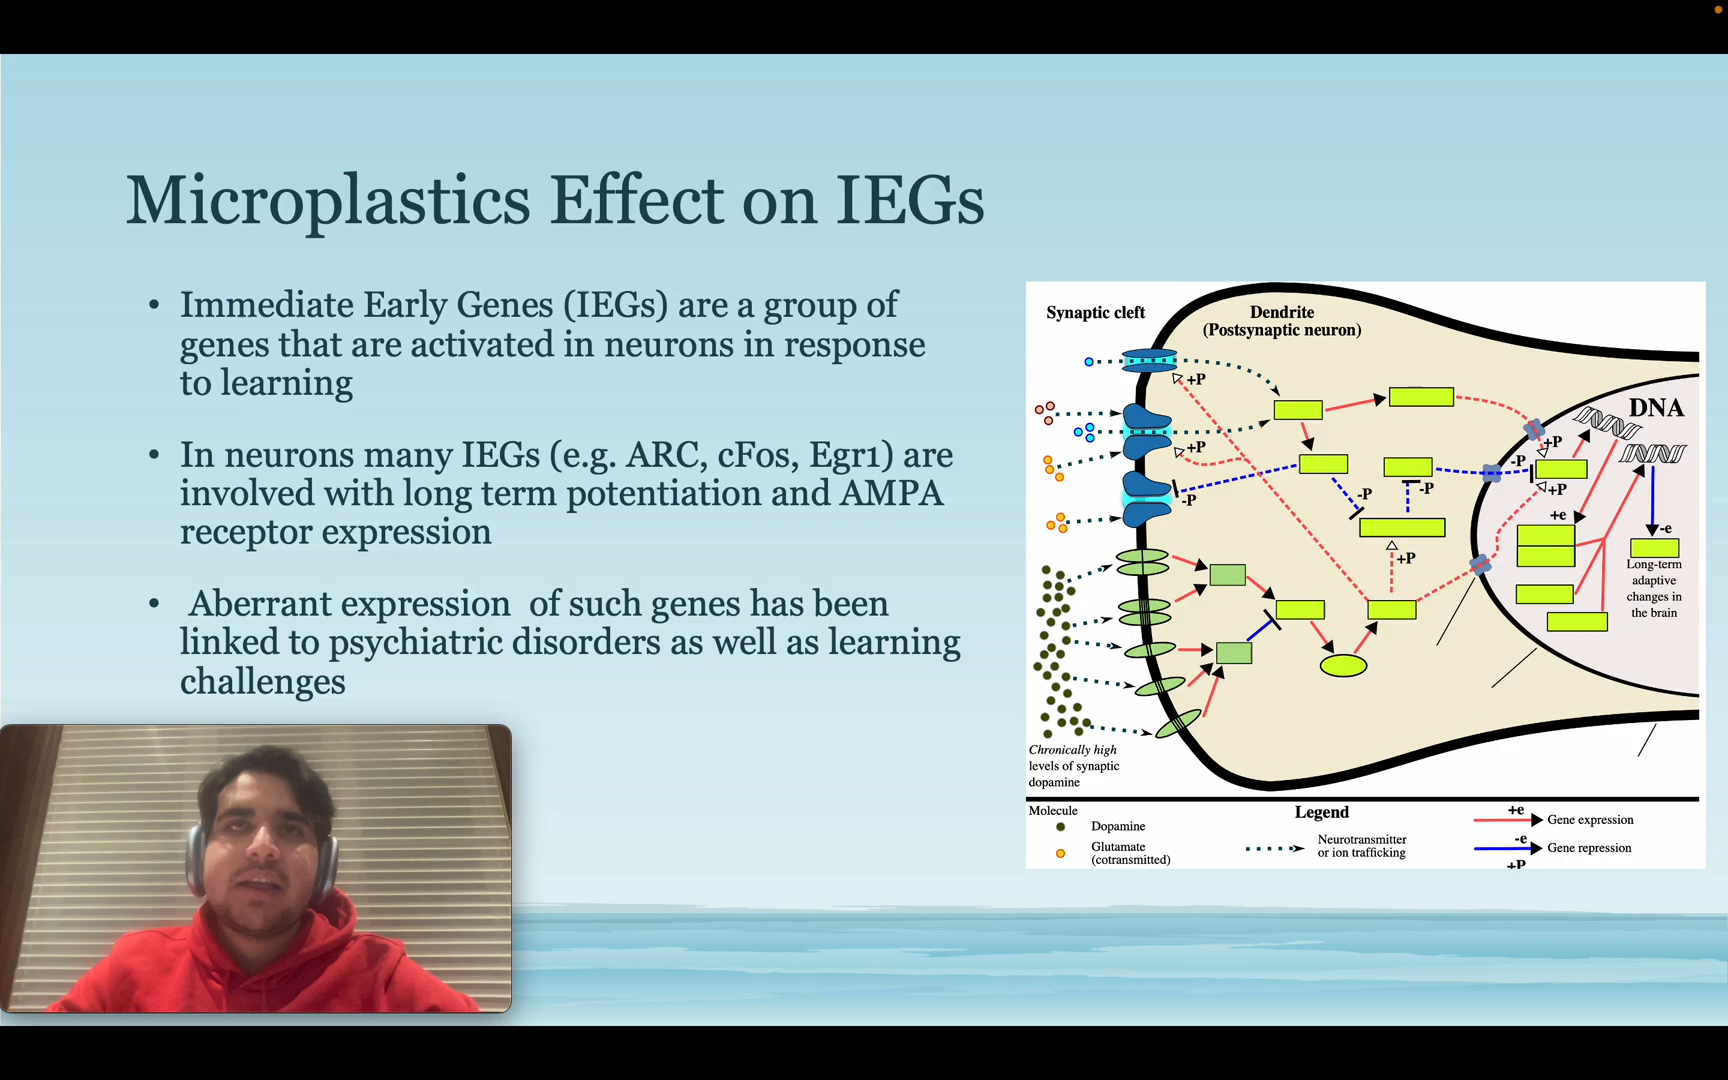 Microplastics Effect on IEGs
• Immediate Early Genes (IEGs) are a group of
genes that are activated in neurons in response
to learning
• In neurons many IEGs (e.g. ARC, cFos, Egr1) are
involved with long term potentiation and AMPA
receptor expression
• Aberrant expression of such genes has been
linked to psychiatric disorders as well as learning
challenges
Synaptic cleft
Dendrite
(Postsynaptic neuron)
DNA
+P
+P
-P
-P
-P
+P
+P
-P
+P
+e
-e
Long-term
adaptive
changes in
the brain
Chronically high
levels of synaptic
dopamine
Molecule
Dopamine
Glutamate
(cotransmitted)
Legend
Neurotransmitter
or ion trafficking
+e
Gene expression
-e
Gene repression
+P